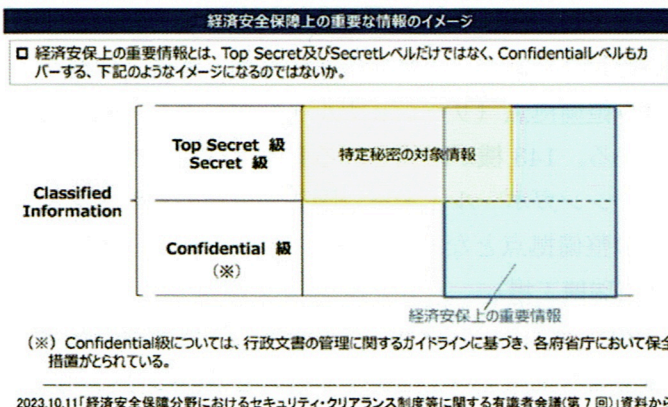 経済安全保障上の重要な情報のイメージ
□ 経済安保上の重要情報とは、Top Secret及びSecretレベルだけではなく、Confidentialレベルもカ
バーする、下記のようなイメージになるのではないか。
Top Secret 級
Secret 級
特定秘密の対象情報
Classified
Information
Confidential 級
（※）
経済安保上の重要情報
（※）Confidential級については、行政文書の管理に関するガイドラインに基づき、各府省庁において保全
措置がとられている。
2023.10.11「経済安全保障分野におけるセキュリティ・クリアランス制度等に関する有識者会議(第 7 回)」資料から